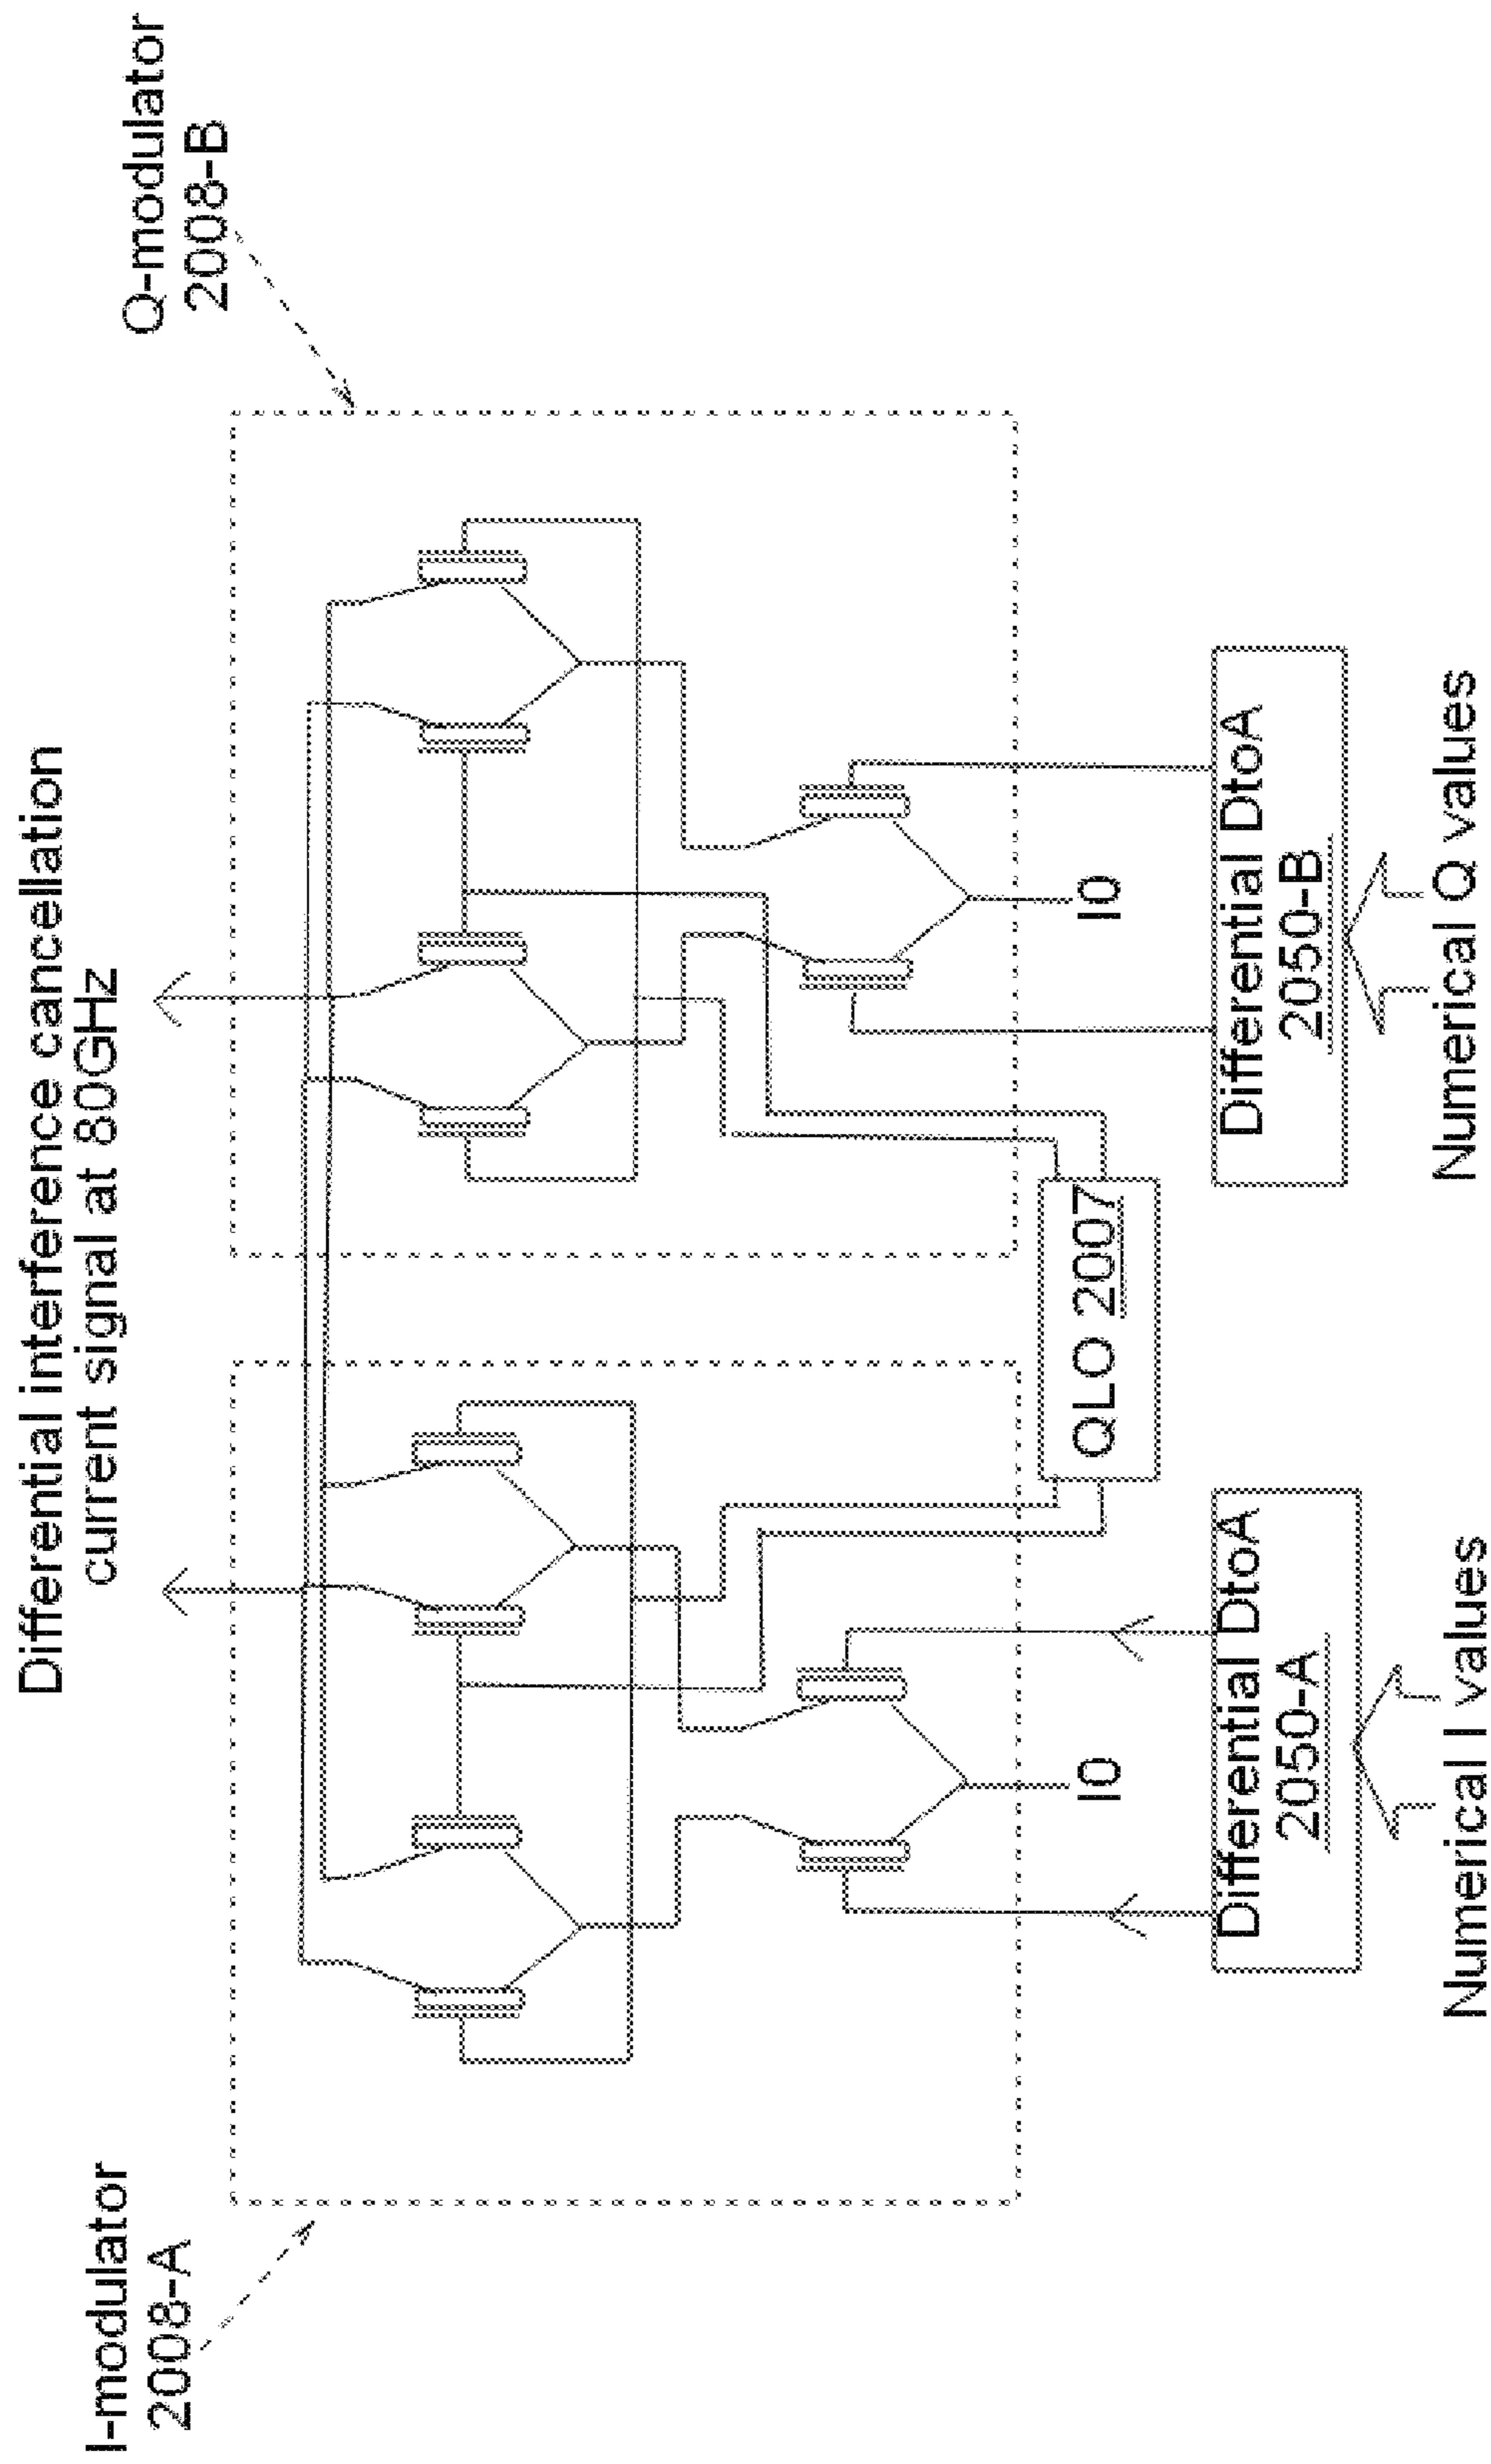 Differential interference cancellation
current signal at 80GHz
I-modulator
2008-A
Q-modulator
2008-B
I0
I0
QLO 2007
Differential DtoA
2050-A
Differential DtoA
2050-B
Numerical I values
Numerical Q values